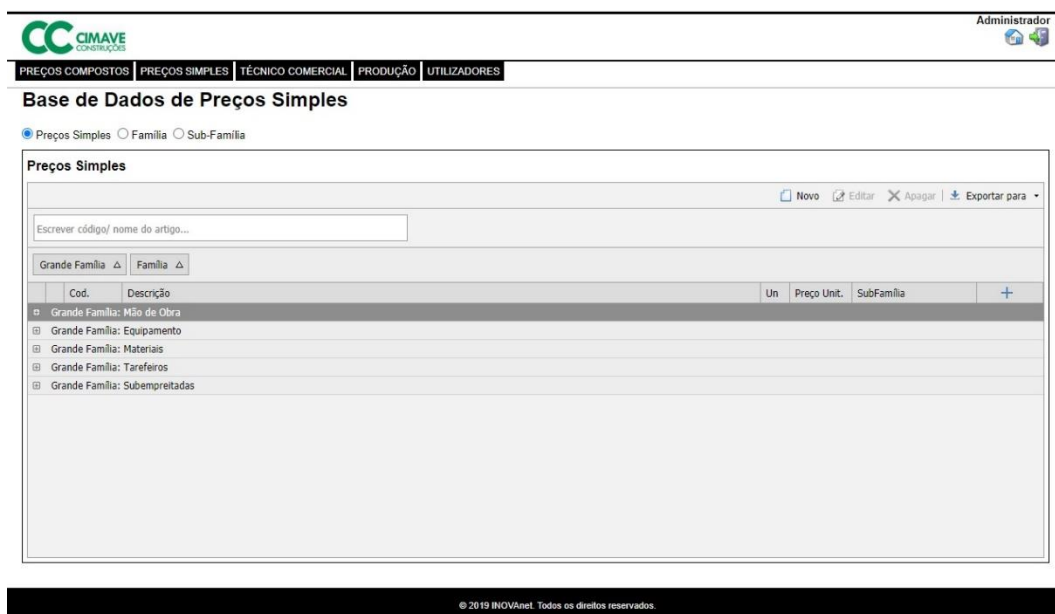 Administrador
CC CIMAVE
CONSTRUÇÕES
PREÇOS COMPOSTOS PREÇOS SIMPLES TÉCNICO COMERCIAL PRODUÇÃO UTILIZADORES
Base de Dados de Preços Simples
Preços Simples Família Sub-Família
Preços Simples
Novo Editar Apagar | Exportar para
Escrever código/ nome do artigo...
Grande Família Família
Cod. Descrição Un Preço Unit. SubFamília +
Grande Família: Mão de Obra
Grande Família: Equipamento
Grande Família: Materiais
Grande Família: Tarefeiros
Grande Família: Subempreitadas
© 2019 INOVAnet. Todos os direitos reservados.